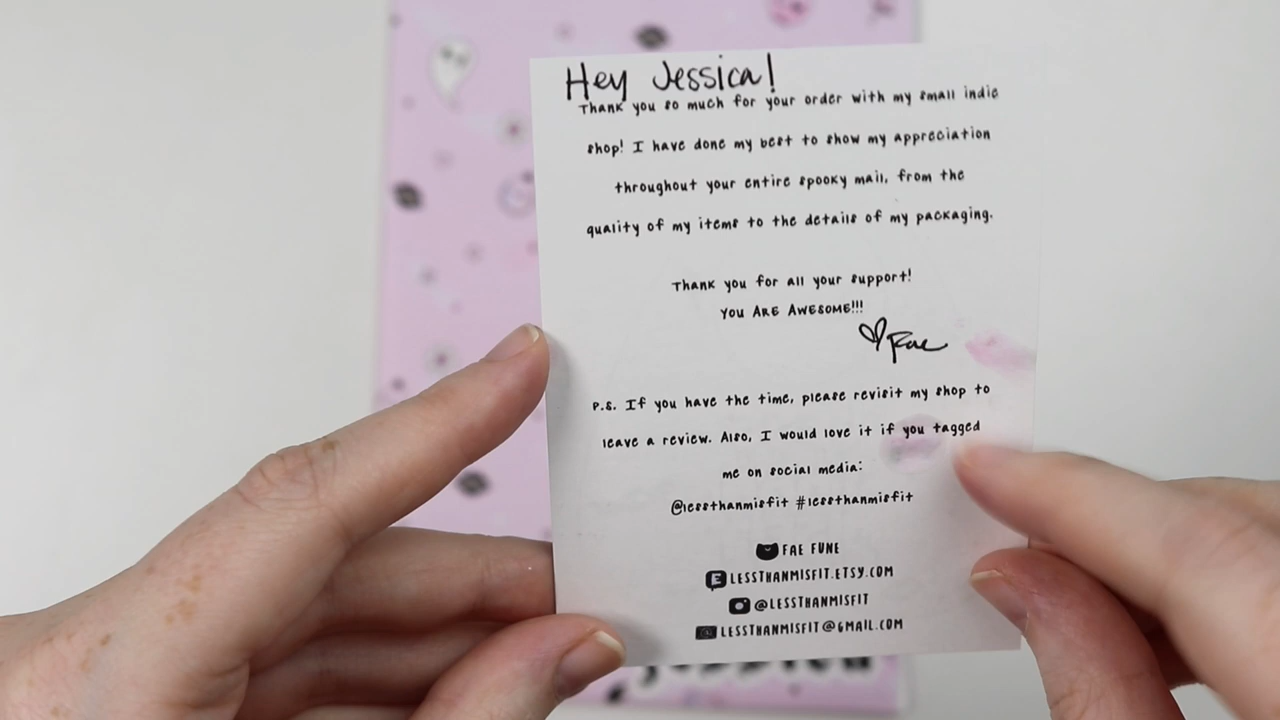 Hey Jessica!
Thank you so much for your order with my small indie
shop! I have done my best to show my appreciation
throughout your entire spooky mail, from the
quality of my items to the details of my packaging.
Thank you for all your support!
You Are Awesome!!!
Fae
P.S. If you have the time, please revisit my shop to
leave a review. Also, I would love it if you tagged
me on social media:
@lessthanmisfit #lessthanmisfit
FAE FUNE
E LESSTHANMISFIT.ETSY.COM
@LESSTHANMISFIT
LESSTHANMISFIT@GMAIL.COM